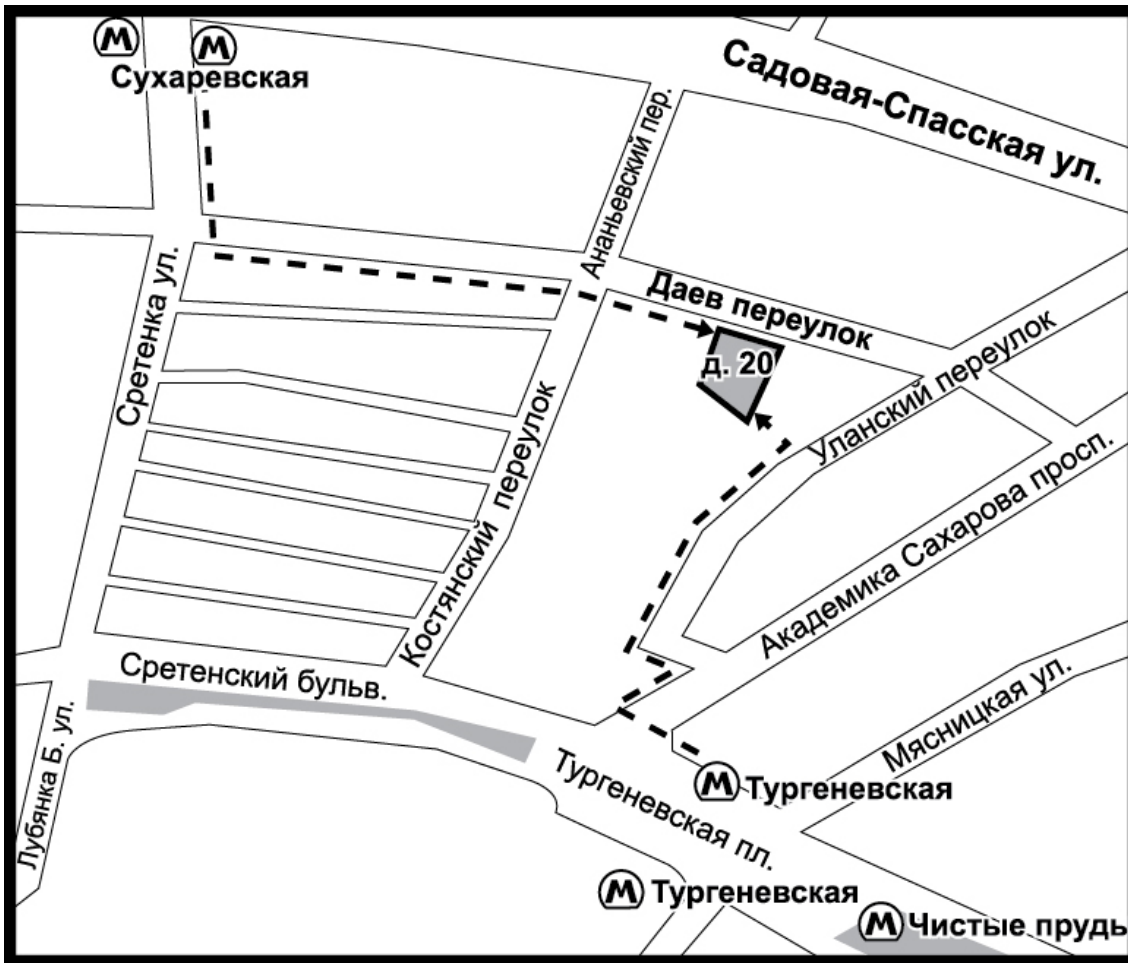 М
М
Сухаревская
Садовая-Спасская ул.
Ананьевский пер.
Сретенка ул.
Даев переулок
д. 20
Уланский переулок
Костянский переулок
Академика Сахарова просп.
Сретенский бульв.
Мясницкая ул.
Лубянка Б. ул.
М Тургеневская
Тургеневская пл.
М Тургеневская
М Чистые пруды